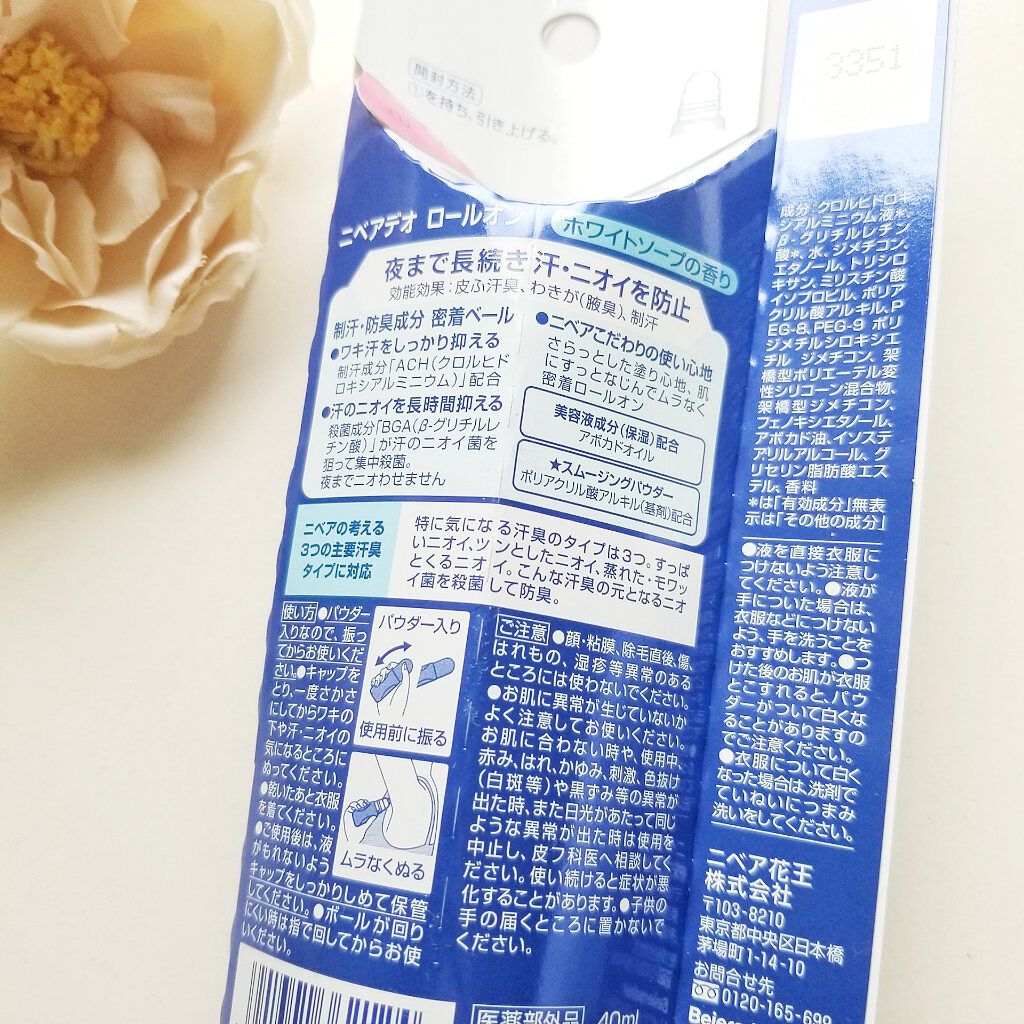 開封方法
①を持ち、引き上げる。
3351
ニベアデオ ロールオン
ホワイトソープの香り
夜まで長続き 汗・ニオイを防止
効能効果：皮ふ汗臭、わきが（腋臭）、制汗
制汗・防臭成分 密着ベール
●ワキ汗をしっかり抑える
制汗成分「ACH（クロルヒド
ロキシアルミニウム）」配合
●汗のニオイを長時間抑える
殺菌成分「BGA（β-グリチルレ
チン酸）」が汗のニオイ菌を
狙って集中殺菌。
夜までニオわせません
●ニベアこだわりの使い心地
さらっとした塗り心地、肌
にすっとなじんでムラなく
密着ロールオン
美容液成分（保湿）配合
アボカドオイル
★スムージングパウダー
ポリアクリル酸アルキル（基剤）配合
ニベアの考える
3つの主要汗臭
タイプに対応
特に気になる汗臭のタイプは3つ。すっぱ
いニオイ、ツンとしたニオイ、蒸れた・モワッ
とくるニオイ。こんな汗臭の元となるニオ
イ菌を殺菌して防臭。
使い方 ●パウダー
入りなので、振っ
てからお使いくだ
さい。●キャップを
とり、一度さかさ
にしてからワキの
下や汗・ニオイの
気になるところに
ぬってください。
●乾いたあと衣服
を着てください。
●ご使用後は、液
がもれないよう
キャップをしっかりしめて保管
してください。●ボールが回り
にくい時は指で回してからお使
いください。
パウダー入り
使用前に振る
ムラなくぬる
ご注意 ●顔・粘膜、除毛直後、傷、
はれもの、湿疹等異常のある
ところには使わないでください。
●お肌に異常が生じていないか
よく注意してお使いください。
お肌に合わない時や、使用中、
赤み、はれ、かゆみ、刺激、色抜け
（白斑等）や黒ずみ等の異常が
出た時、また日光があたって同じ
ような異常が出た時は使用を
中止し、皮フ科医へ相談してく
ださい。使い続けると症状が悪
化することがあります。●子供の
手の届くところに置かないで
ください。
医薬部外品 40ml
成分 クロルヒドロキ
シアルミニウム液*、
β-グリチルレチン
酸*、水、ジメチコン、
エタノール、トリシロ
キサン、ミリスチン酸
イソプロピル、ポリア
クリル酸アルキル、P
EG-8、PEG-9 ポリ
ジメチルシロキシエ
チル ジメチコン、架
橋型ポリエーテル変
性シリコーン混合物、
架橋型ジメチコン、
フェノキシエタノール、
アボカド油、イソステ
アリルアルコール、グ
リセリン脂肪酸エス
テル、香料
*は「有効成分」無表
示は「その他の成分」
●液を直接衣服に
つけないよう注意し
てください。●液が
手についた場合は、
衣服などにつけない
よう、手を洗うことを
おすすめします。●つ
けた後のお肌が衣服
とこすれると、パウ
ダーがついて白くな
ることがありますの
でご注意ください。
●衣服について白く
なった場合は、洗剤で
ていねいにつまみ
洗いをしてください。
ニベア花王
株式会社
〒103-8210
東京都中央区日本橋
茅場町1-14-10
お問合せ先
0120-165-699